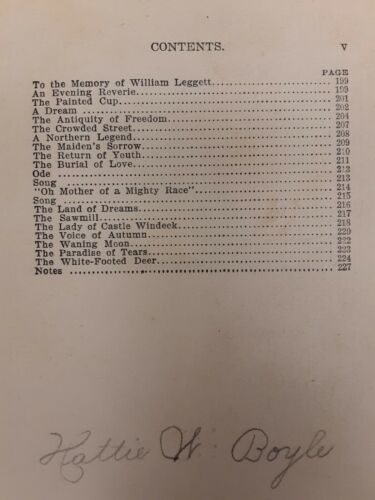 CONTENTS. V
PAGE
To the Memory of William Leggett 199
An Evening Reverie 199
The Painted Cup 201
A Dream 202
The Antiquity of Freedom 204
The Crowded Street 207
A Northern Legend 208
The Maiden's Sorrow 209
The Return of Youth 210
The Burial of Love 211
Ode 212
Song 213
"Oh Mother of a Mighty Race" 214
Song 215
The Land of Dreams 216
The Sawmill 217
The Lady of Castle Windeck 218
The Voice of Autumn 220
The Waning Moon 222
The Paradise of Tears 223
The White-Footed Deer 224
Notes 227
Hattie W. Boyle